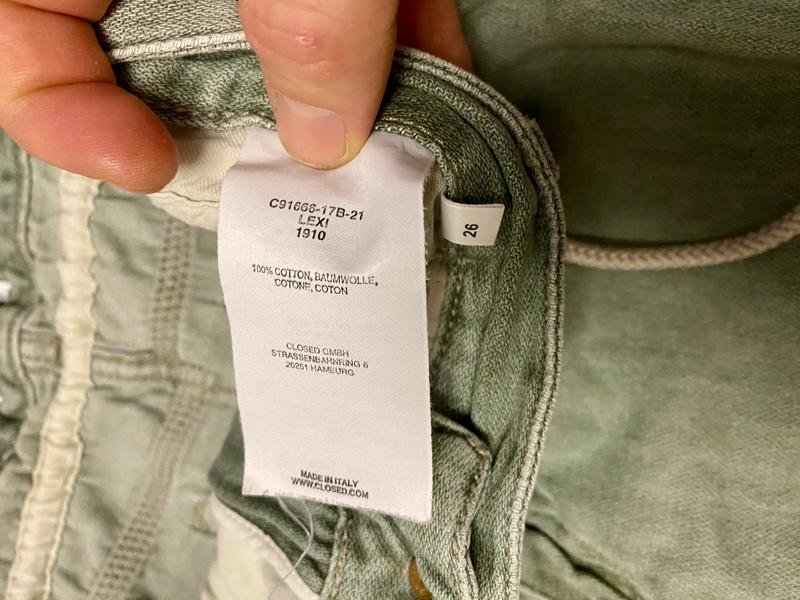 C91666-17B-21
LEXI
1910
100% COTTON, BAUMWOLLE,
COTONE, COTON
CLOSED GMBH
STRASSENBAHNRING 6
20251 HAMBURG
MADE IN ITALY
WWW.CLOSED.COM
26